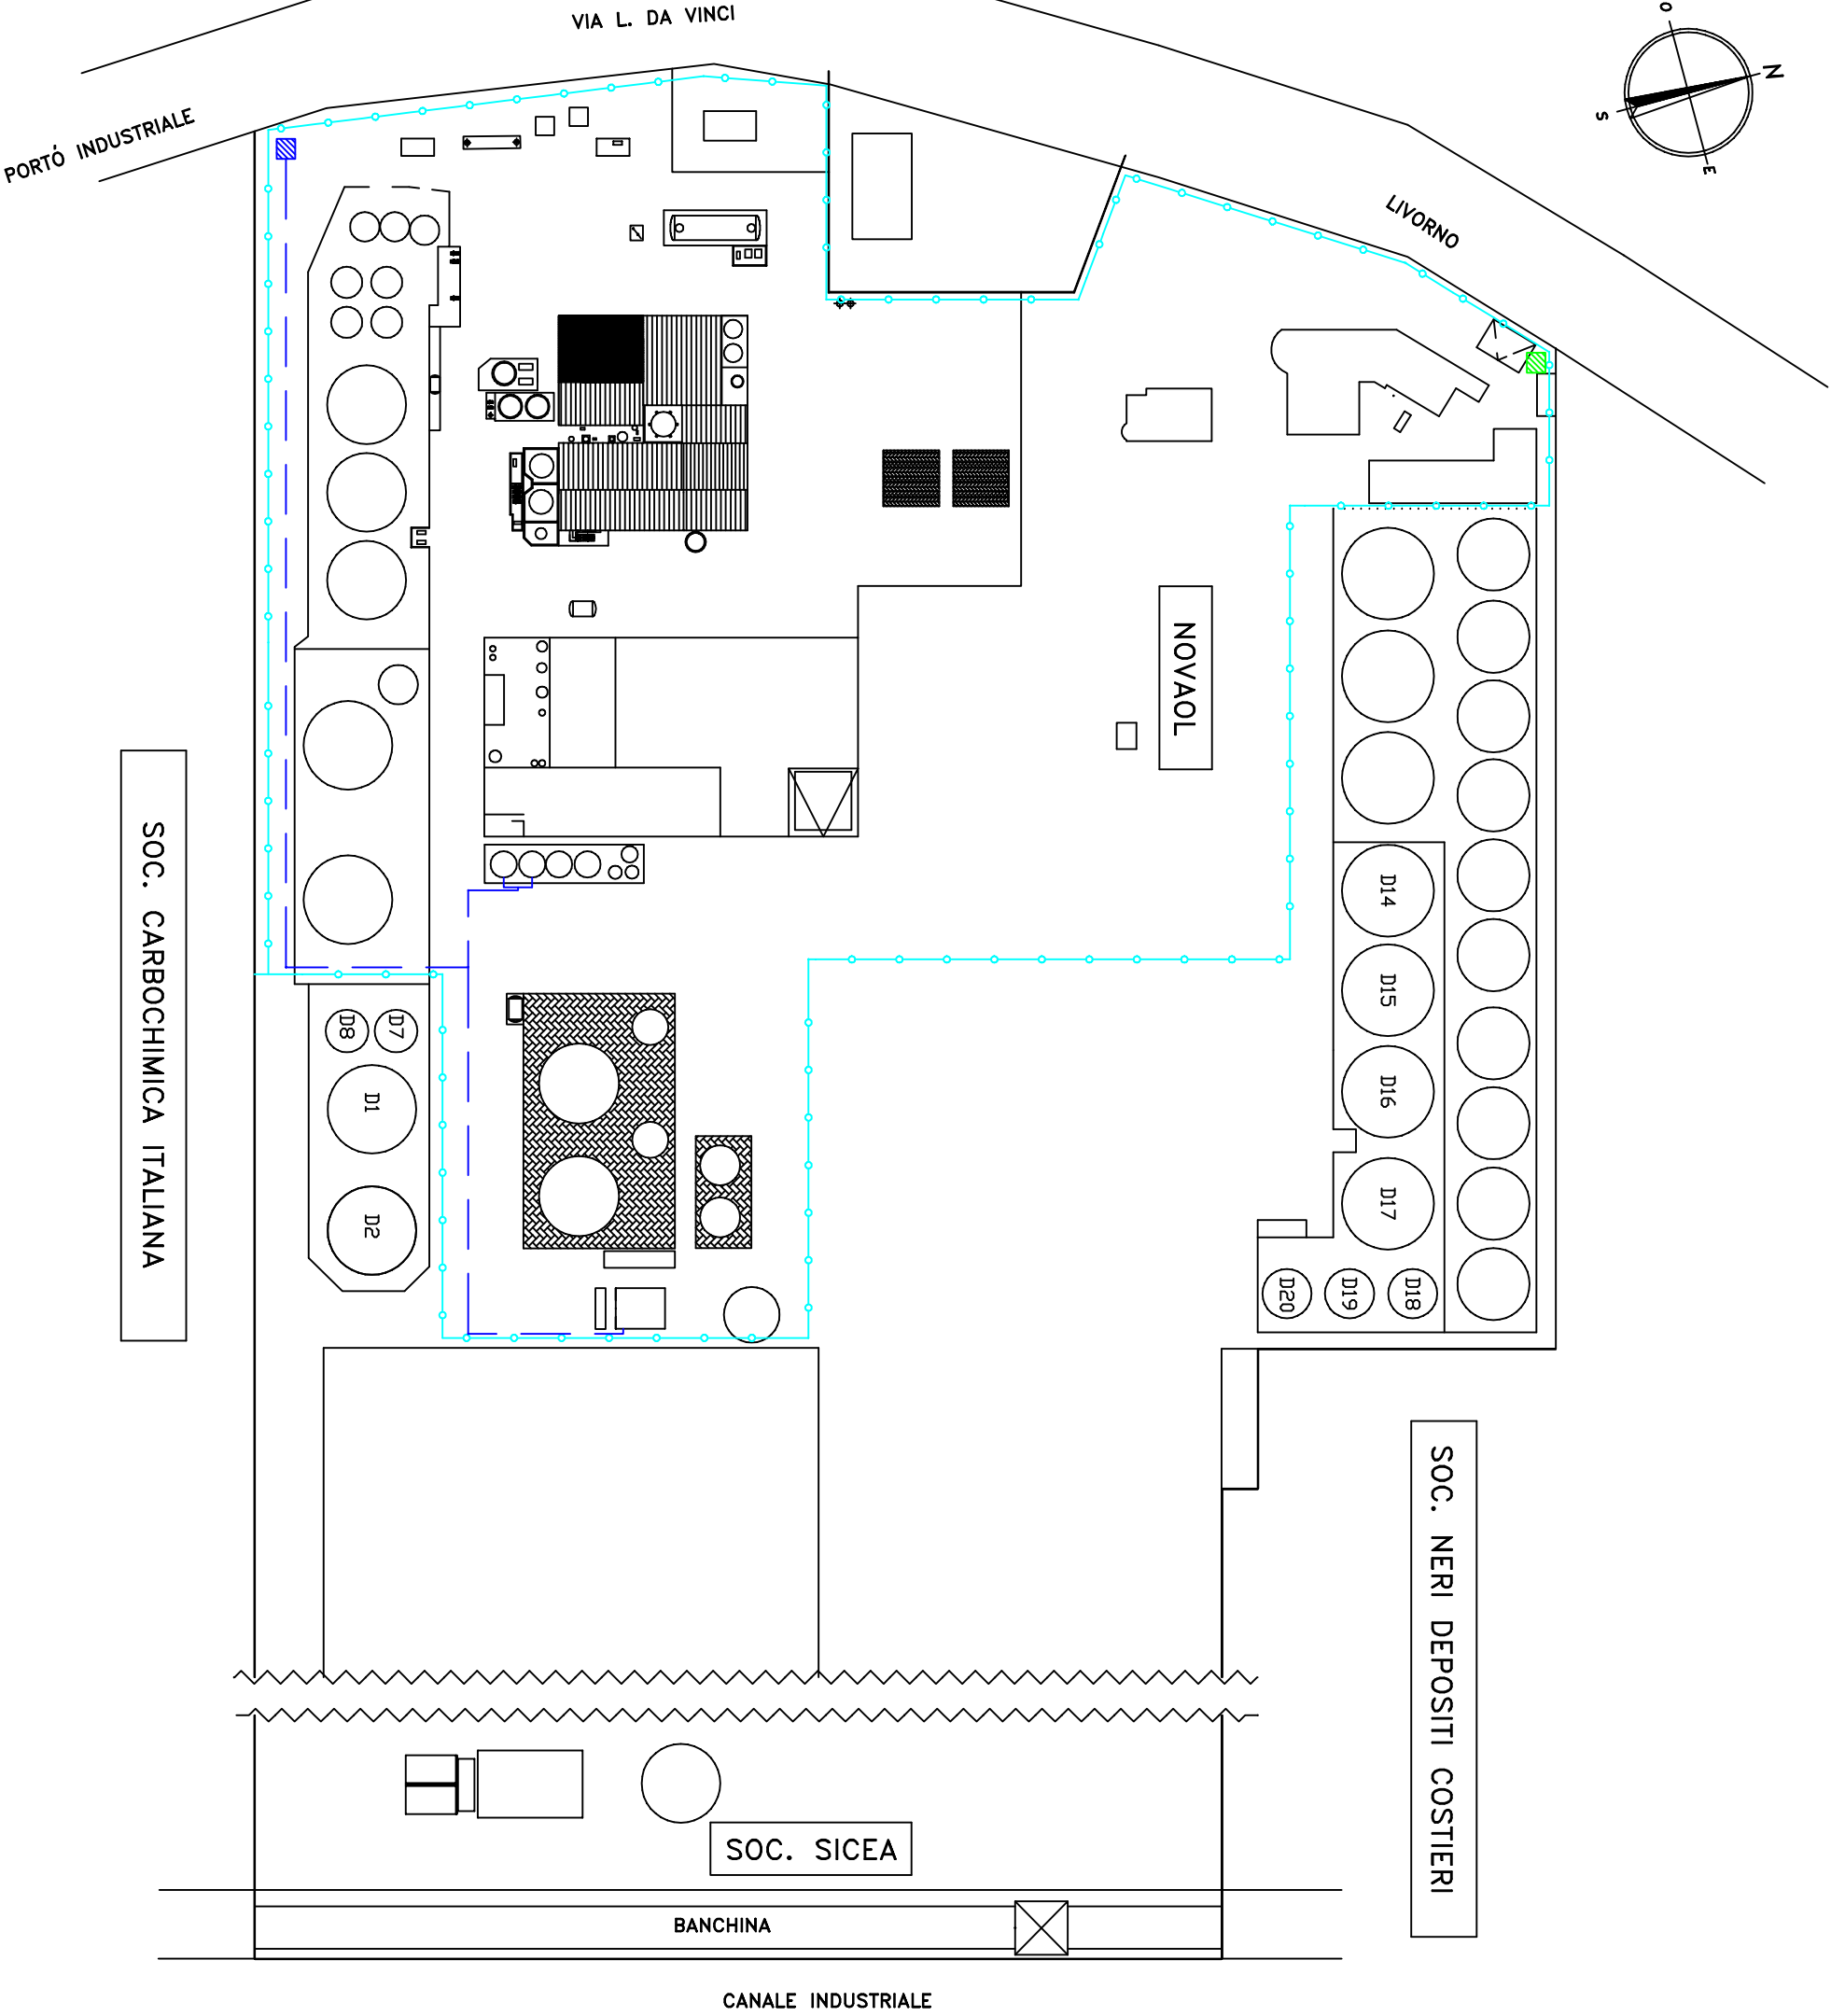 VIA L. DA VINCI
O
N
S
E
PORTÓ INDUSTRIALE
LIVORNO
NOVAOL
SOC. CARBOCHIMICA ITALIANA
D14
D15
D16
D17
D8
D7
D1
D2
D20
D19
D18
SOC. NERI DEPOSITI COSTIERI
SOC. SICEA
BANCHINA
CANALE INDUSTRIALE